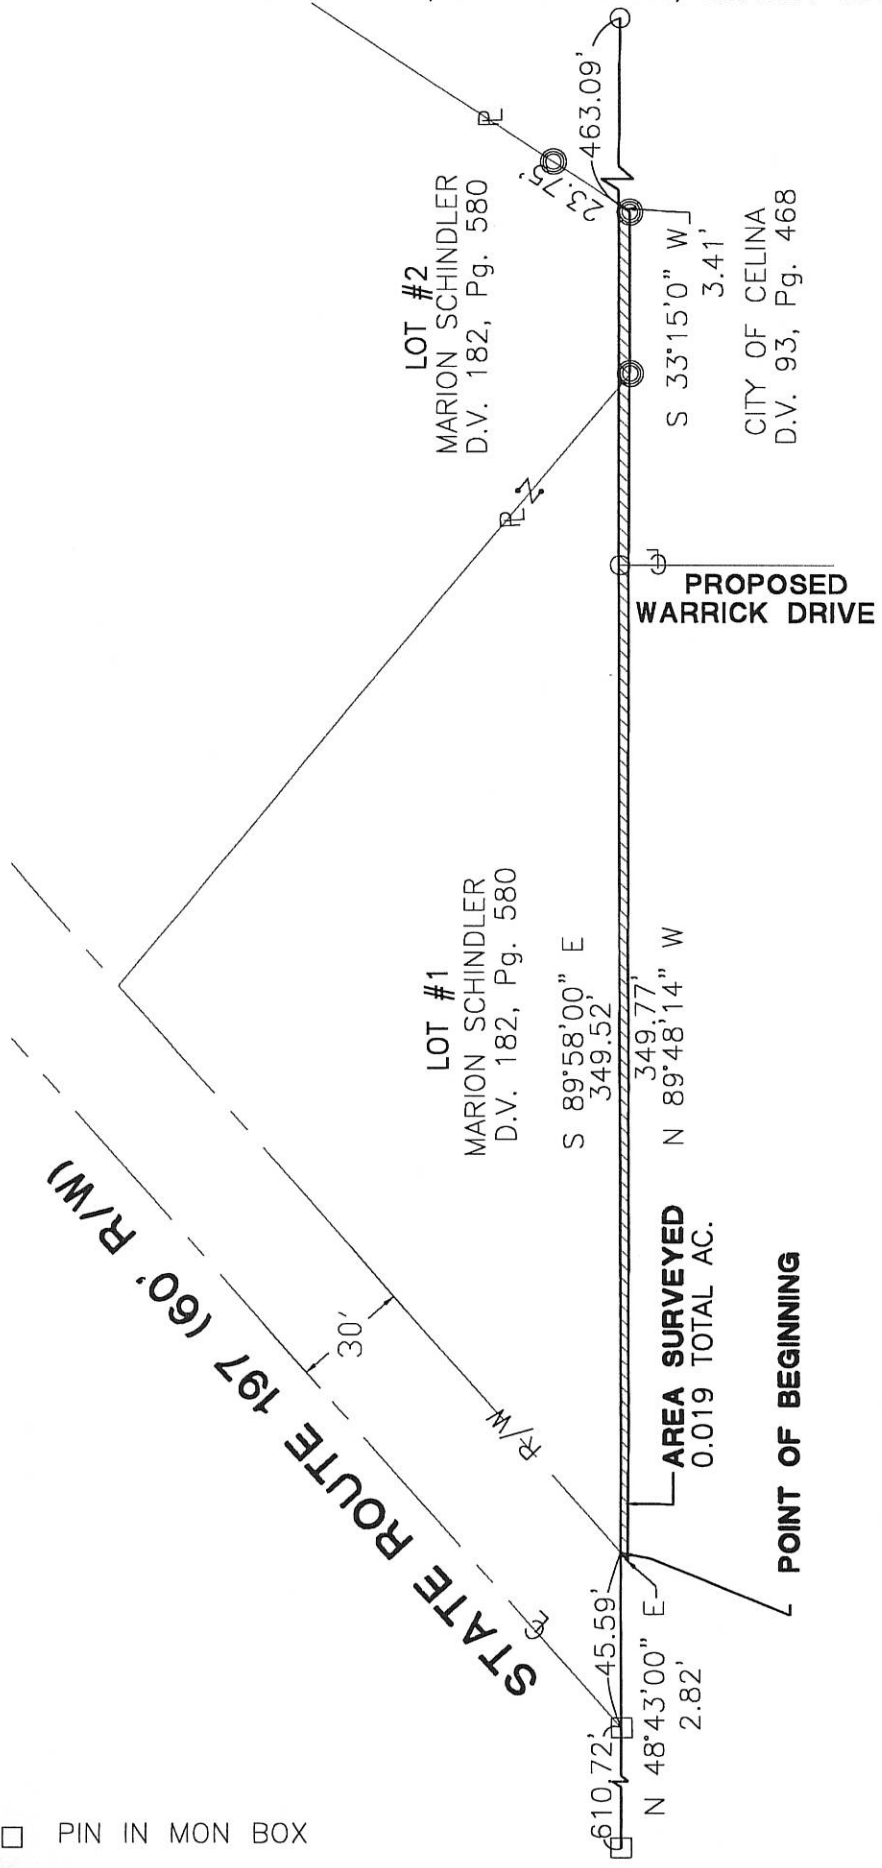 □ PIN IN MON BOX
STATE ROUTE 197 (60' R/W)
30'
R/W
℄
LOT #1
MARION SCHINDLER
D.V. 182, Pg. 580
S 89°58'00" E
349.52'
349.77'
N 89°48'14" W
LOT #2
MARION SCHINDLER
D.V. 182, Pg. 580
PL
PL
Z
23.75'
463.09'
S 33°15'0" W
3.41'
CITY OF CELINA
D.V. 93, Pg. 468
℄
PROPOSED
WARRICK DRIVE
AREA SURVEYED
0.019 TOTAL AC.
POINT OF BEGINNING
610.72'
45.59'
N 48°43'00" E
2.82'